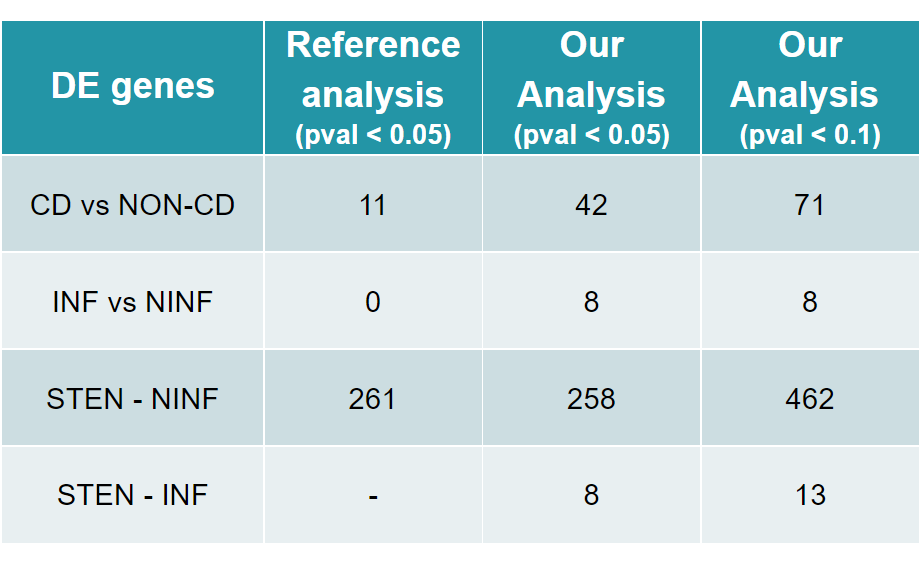 DE genes
Reference
analysis
(pval < 0.05)
Our
Analysis
(pval < 0.05)
Our
Analysis
(pval < 0.1)
CD vs NON-CD 11 42 71
INF vs NINF 0 8 8
STEN - NINF 261 258 462
STEN - INF - 8 13